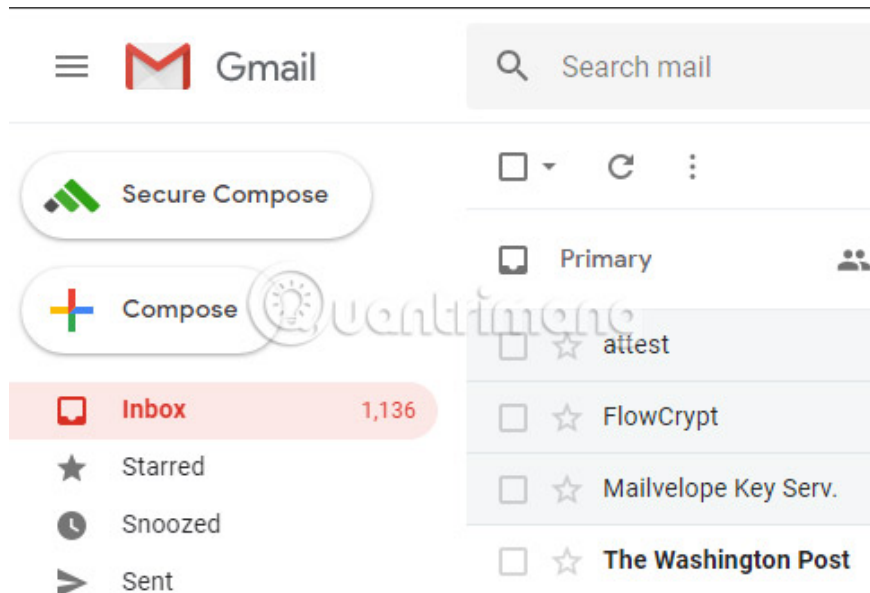 Gmail
Search mail
Secure Compose
Primary
Compose
Quantrimang
attest
Inbox 1,136
FlowCrypt
Starred
Mailvelope Key Serv.
Snoozed
The Washington Post
Sent